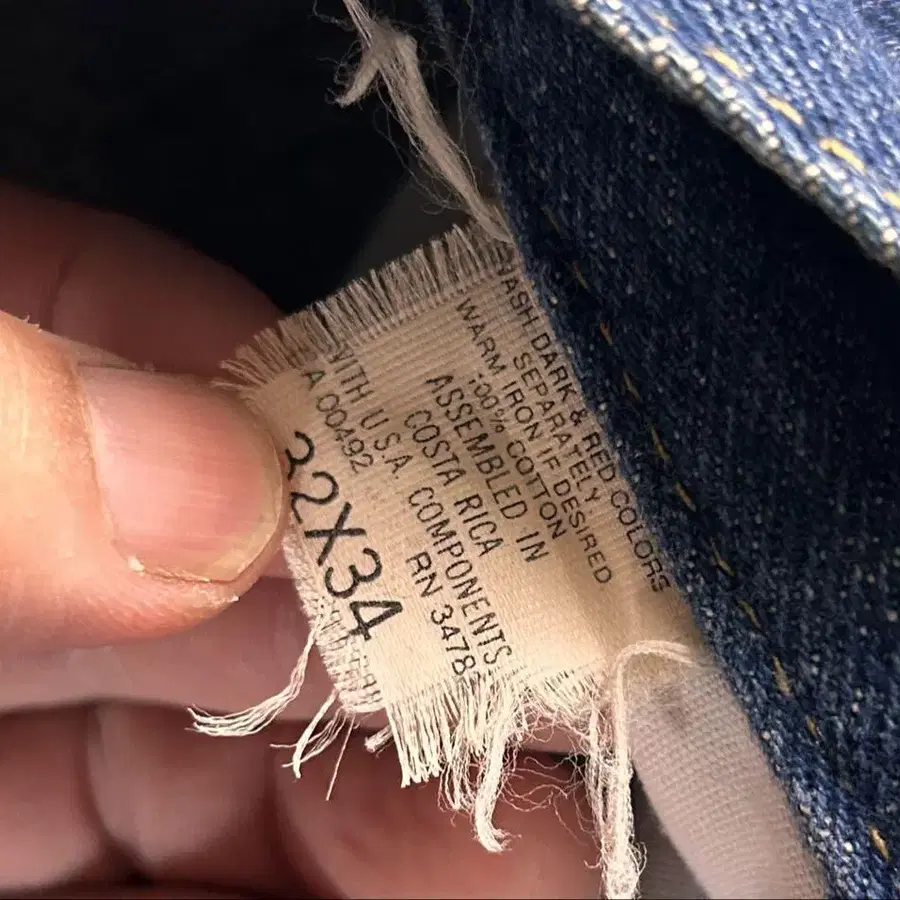 ASH DARK & RED COLORS
SEPARATELY.
WARM IRON IF DESIRED
100% COTTON
ASSEMBLED IN
COSTA RICA
WITH U.S.A. COMPONENTS
A 00492 RN 3478
32X34